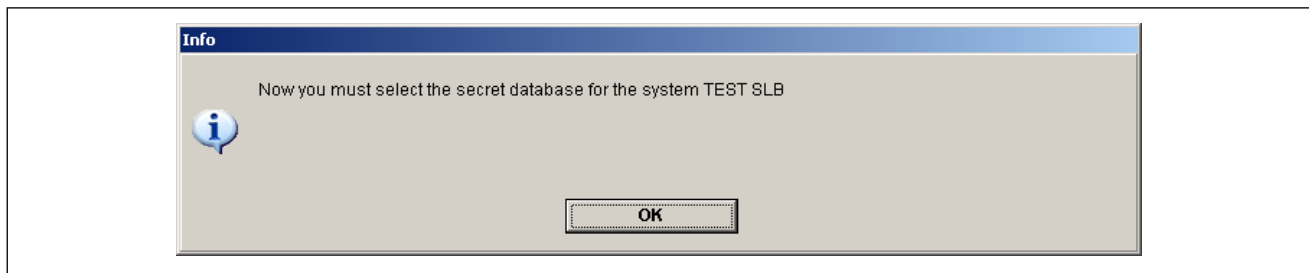 Info
Now you must select the secret database for the system TEST SLB
OK